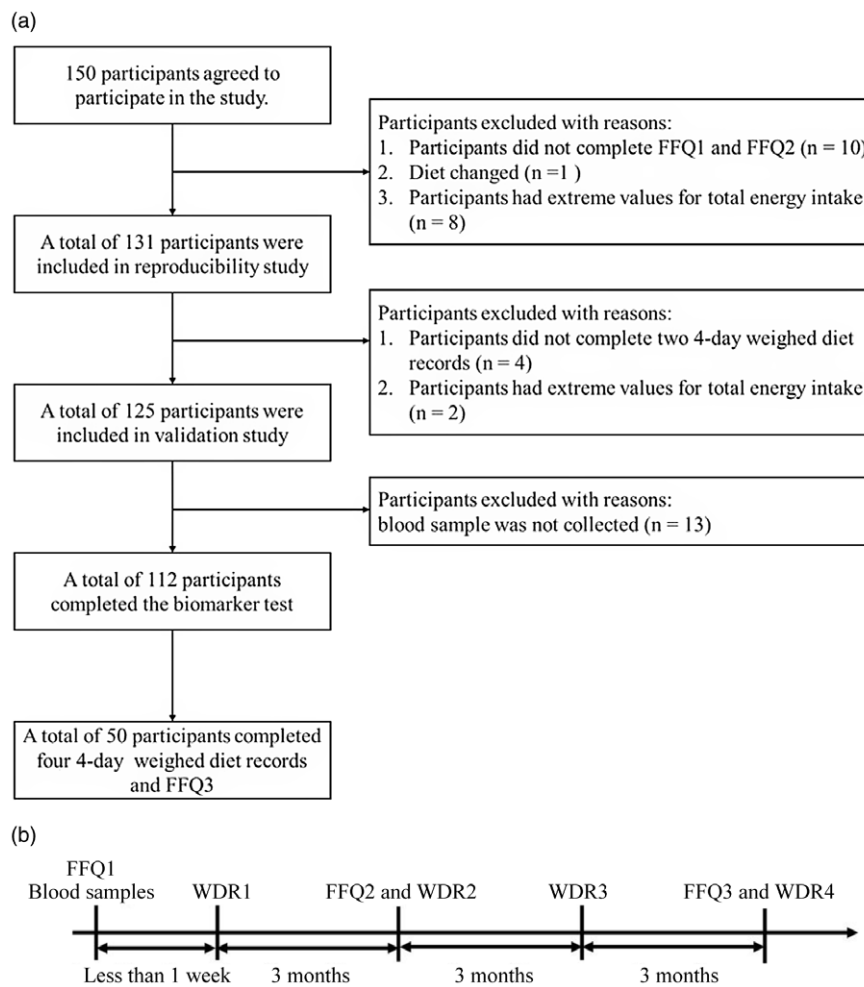 (a)
150 participants agreed to
participate in the study.
Participants excluded with reasons:
1. Participants did not complete FFQ1 and FFQ2 (n = 10)
2. Diet changed (n =1 )
3. Participants had extreme values for total energy intake
(n = 8)
A total of 131 participants were
included in reproducibility study
Participants excluded with reasons:
1. Participants did not complete two 4-day weighed diet
records (n = 4)
2. Participants had extreme values for total energy intake
(n = 2)
A total of 125 participants were
included in validation study
Participants excluded with reasons:
blood sample was not collected (n = 13)
A total of 112 participants
completed the biomarker test
A total of 50 participants completed
four 4-day weighed diet records
and FFQ3
(b)
FFQ1
Blood samples WDR1 FFQ2 and WDR2 WDR3 FFQ3 and WDR4
Less than 1 week 3 months 3 months 3 months